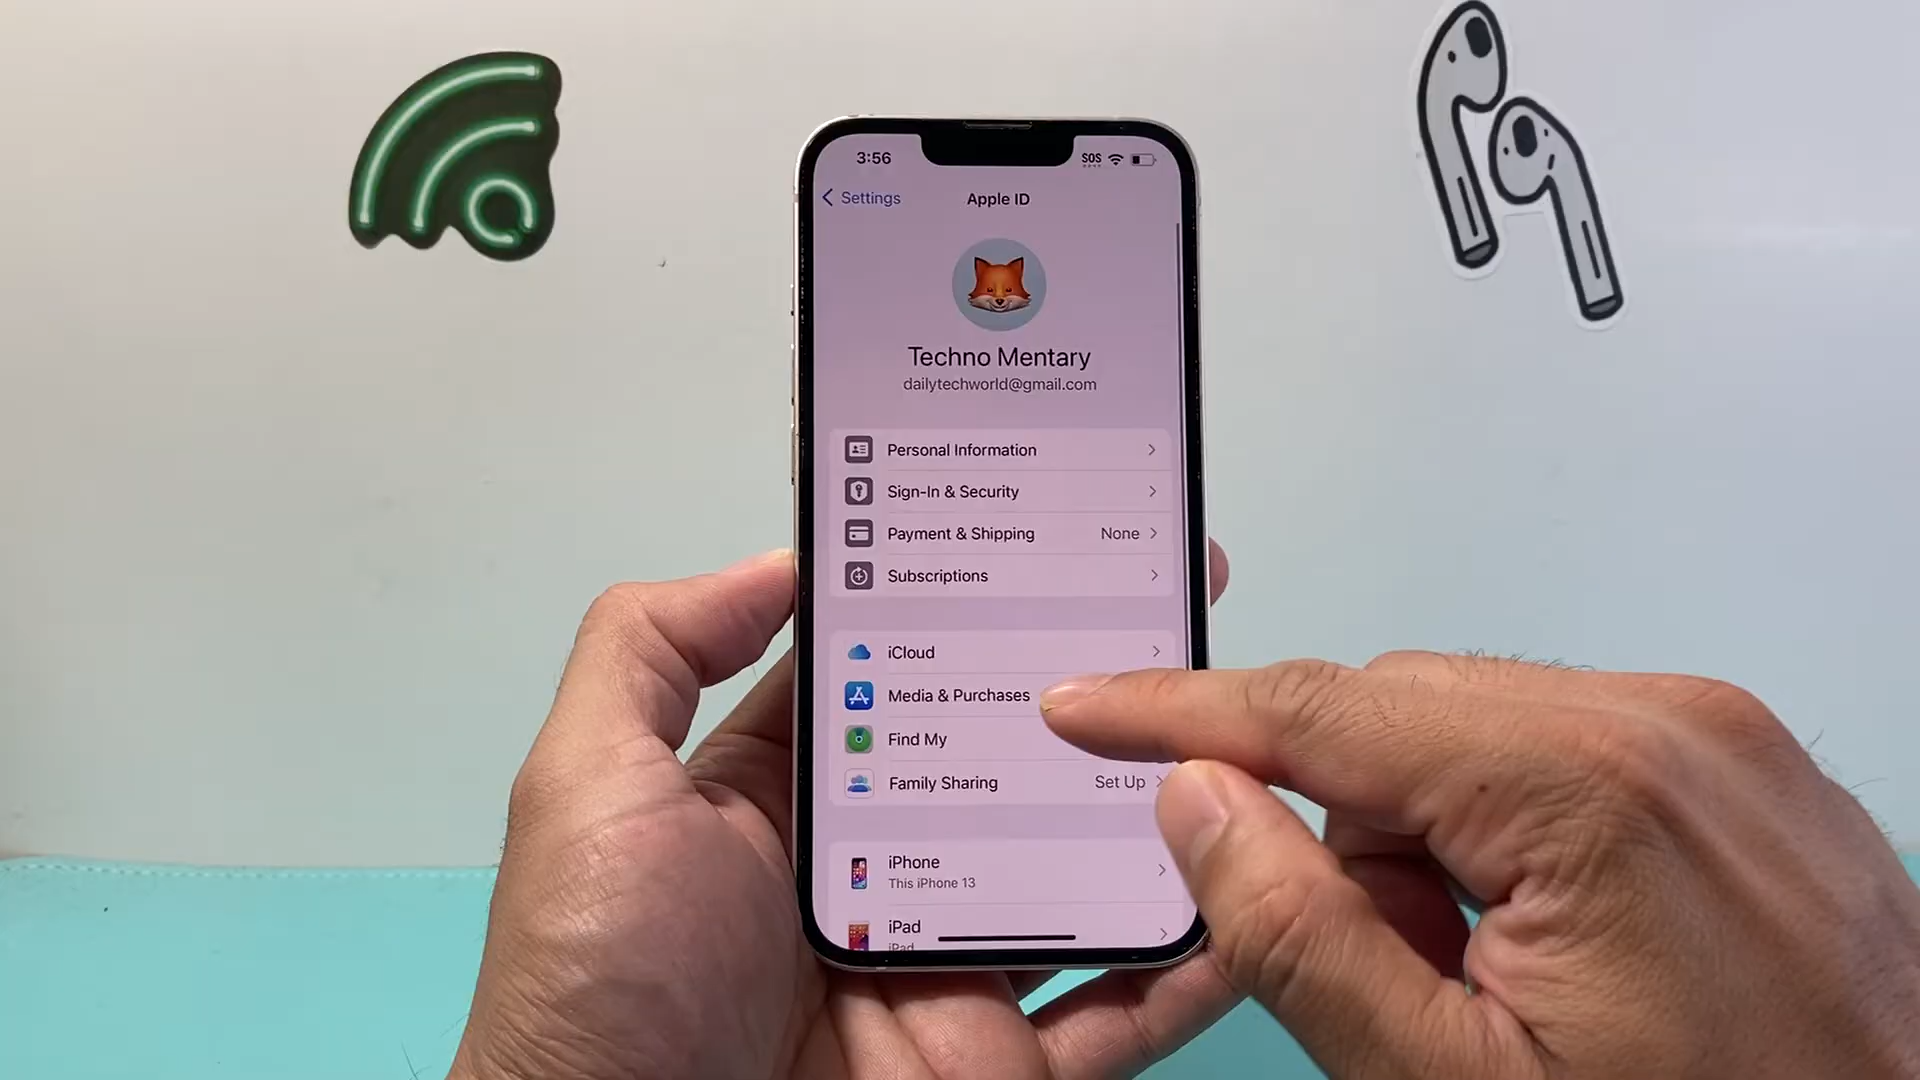 3:56
SOS
Settings
Apple ID
Techno Mentary
dailytechworld@gmail.com
Personal Information
Sign-In & Security
Payment & Shipping None
Subscriptions
iCloud
Media & Purchases
Find My
Family Sharing Set Up
iPhone
This iPhone 13
iPad
iPad